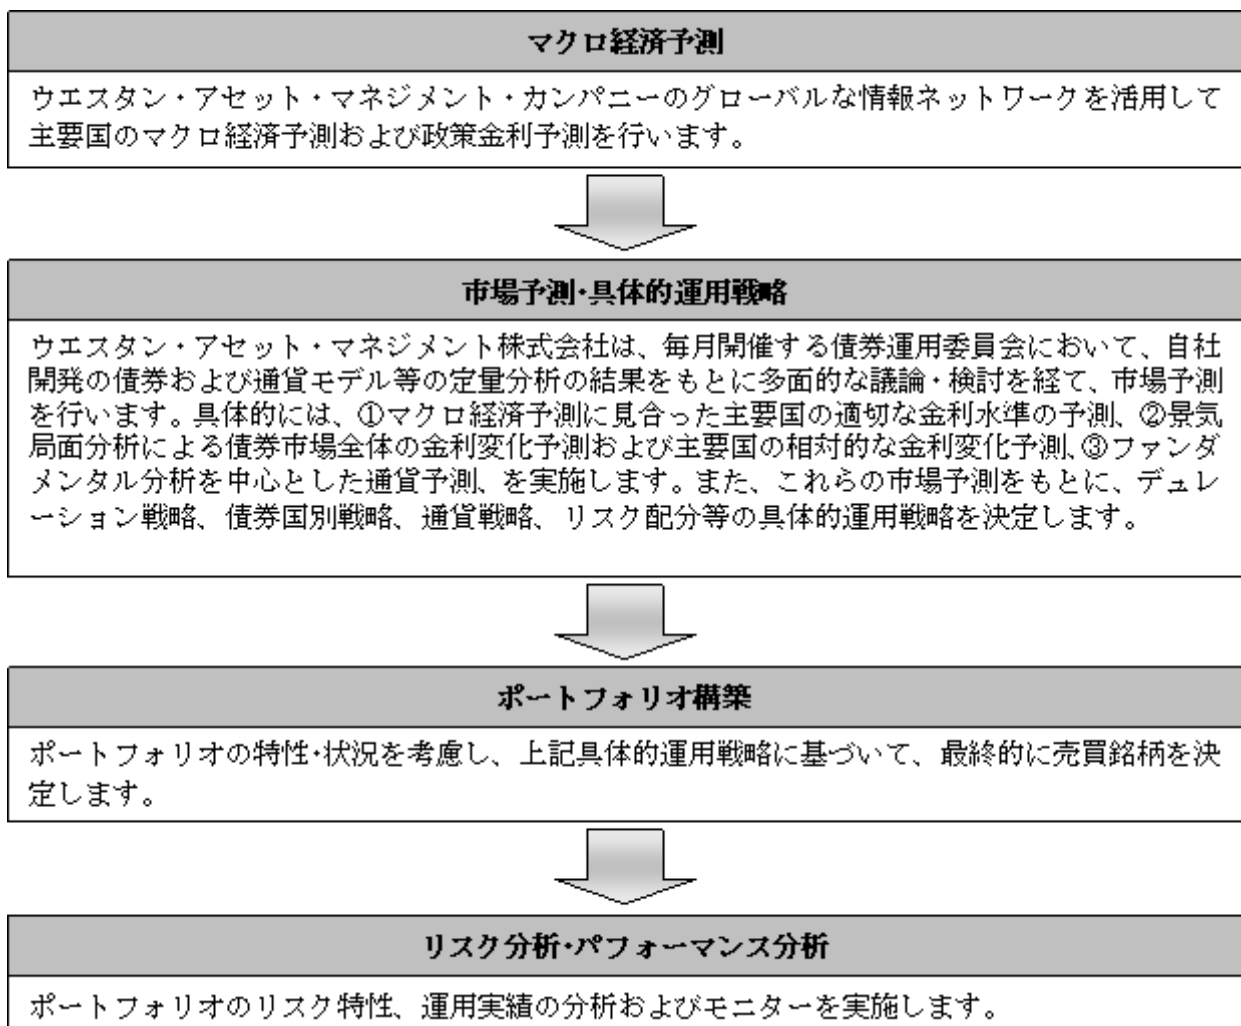 マクロ経済予測
ウエスタン・アセット・マネジメント・カンパニーのグローバルな情報ネットワークを活用して
主要国のマクロ経済予測および政策金利予測を行います。
市場予測・具体的運用戦略
ウエスタン・アセット・マネジメント株式会社は、毎月開催する債券運用委員会において、自社
開発の債券および通貨モデル等の定量分析の結果をもとに多面的な議論・検討を経て、市場予測
を行います。具体的には、①マクロ経済予測に見合った主要国の適切な金利水準の予測、②景気
局面分析による債券市場全体の金利変化予測および主要国の相対的な金利変化予測、③ファンダ
メンタル分析を中心とした通貨予測、を実施します。また、これらの市場予測をもとに、デュレ
ーション戦略、債券国別戦略、通貨戦略、リスク配分等の具体的運用戦略を決定します。
ポートフォリオ構築
ポートフォリオの特性・状況を考慮し、上記具体的運用戦略に基づいて、最終的に売買銘柄を決
定します。
リスク分析・パフォーマンス分析
ポートフォリオのリスク特性、運用実績の分析およびモニターを実施します。